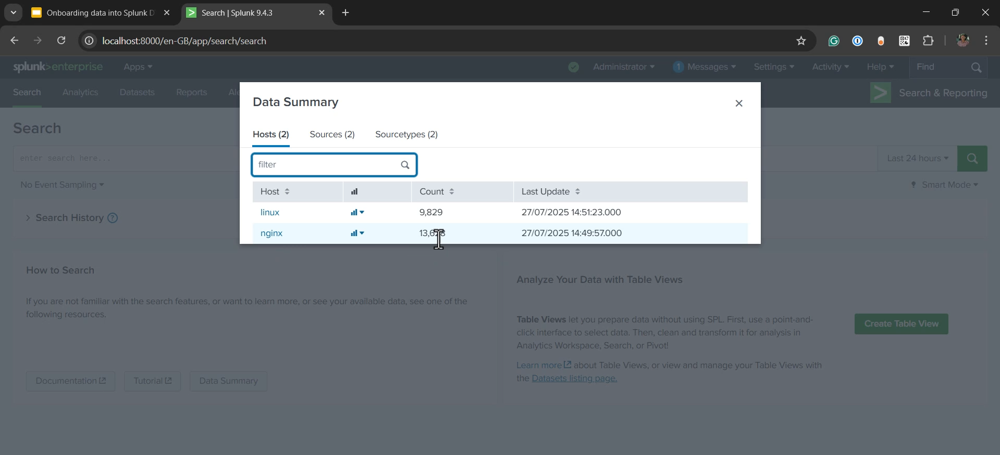 Onboarding data into Splunk
Search | Splunk 9.4.3
localhost:8000/en-GB/app/search/search
splunk>enterprise
Apps
Administrator
1
Messages
Settings
Activity
Help
Find
Search
Analytics
Datasets
Reports
Search & Reporting
Data Summary
Hosts (2)
Sources (2)
Sourcetypes (2)
filter
Host
Count
Last Update
linux
9,829
27/07/2025 14:51:23.000
nginx
27/07/2025 14:49:57.000
Search
enter search here...
Last 24 hours
No Event Sampling
Smart Mode
Search History
?
How to Search
If you are not familiar with the search features, or want to learn more, or see your available data, see one of the
following resources.
Documentation
Tutorial
Data Summary
Analyze Your Data with Table Views
Table Views let you prepare data without using SPL. First, use a point-and-
click interface to select data. Then, clean and transform it for analysis in
Analytics Workspace, Search, or Pivot!
Create Table View
Learn more about Table Views, or view and manage your Table Views with
the Datasets listing page.